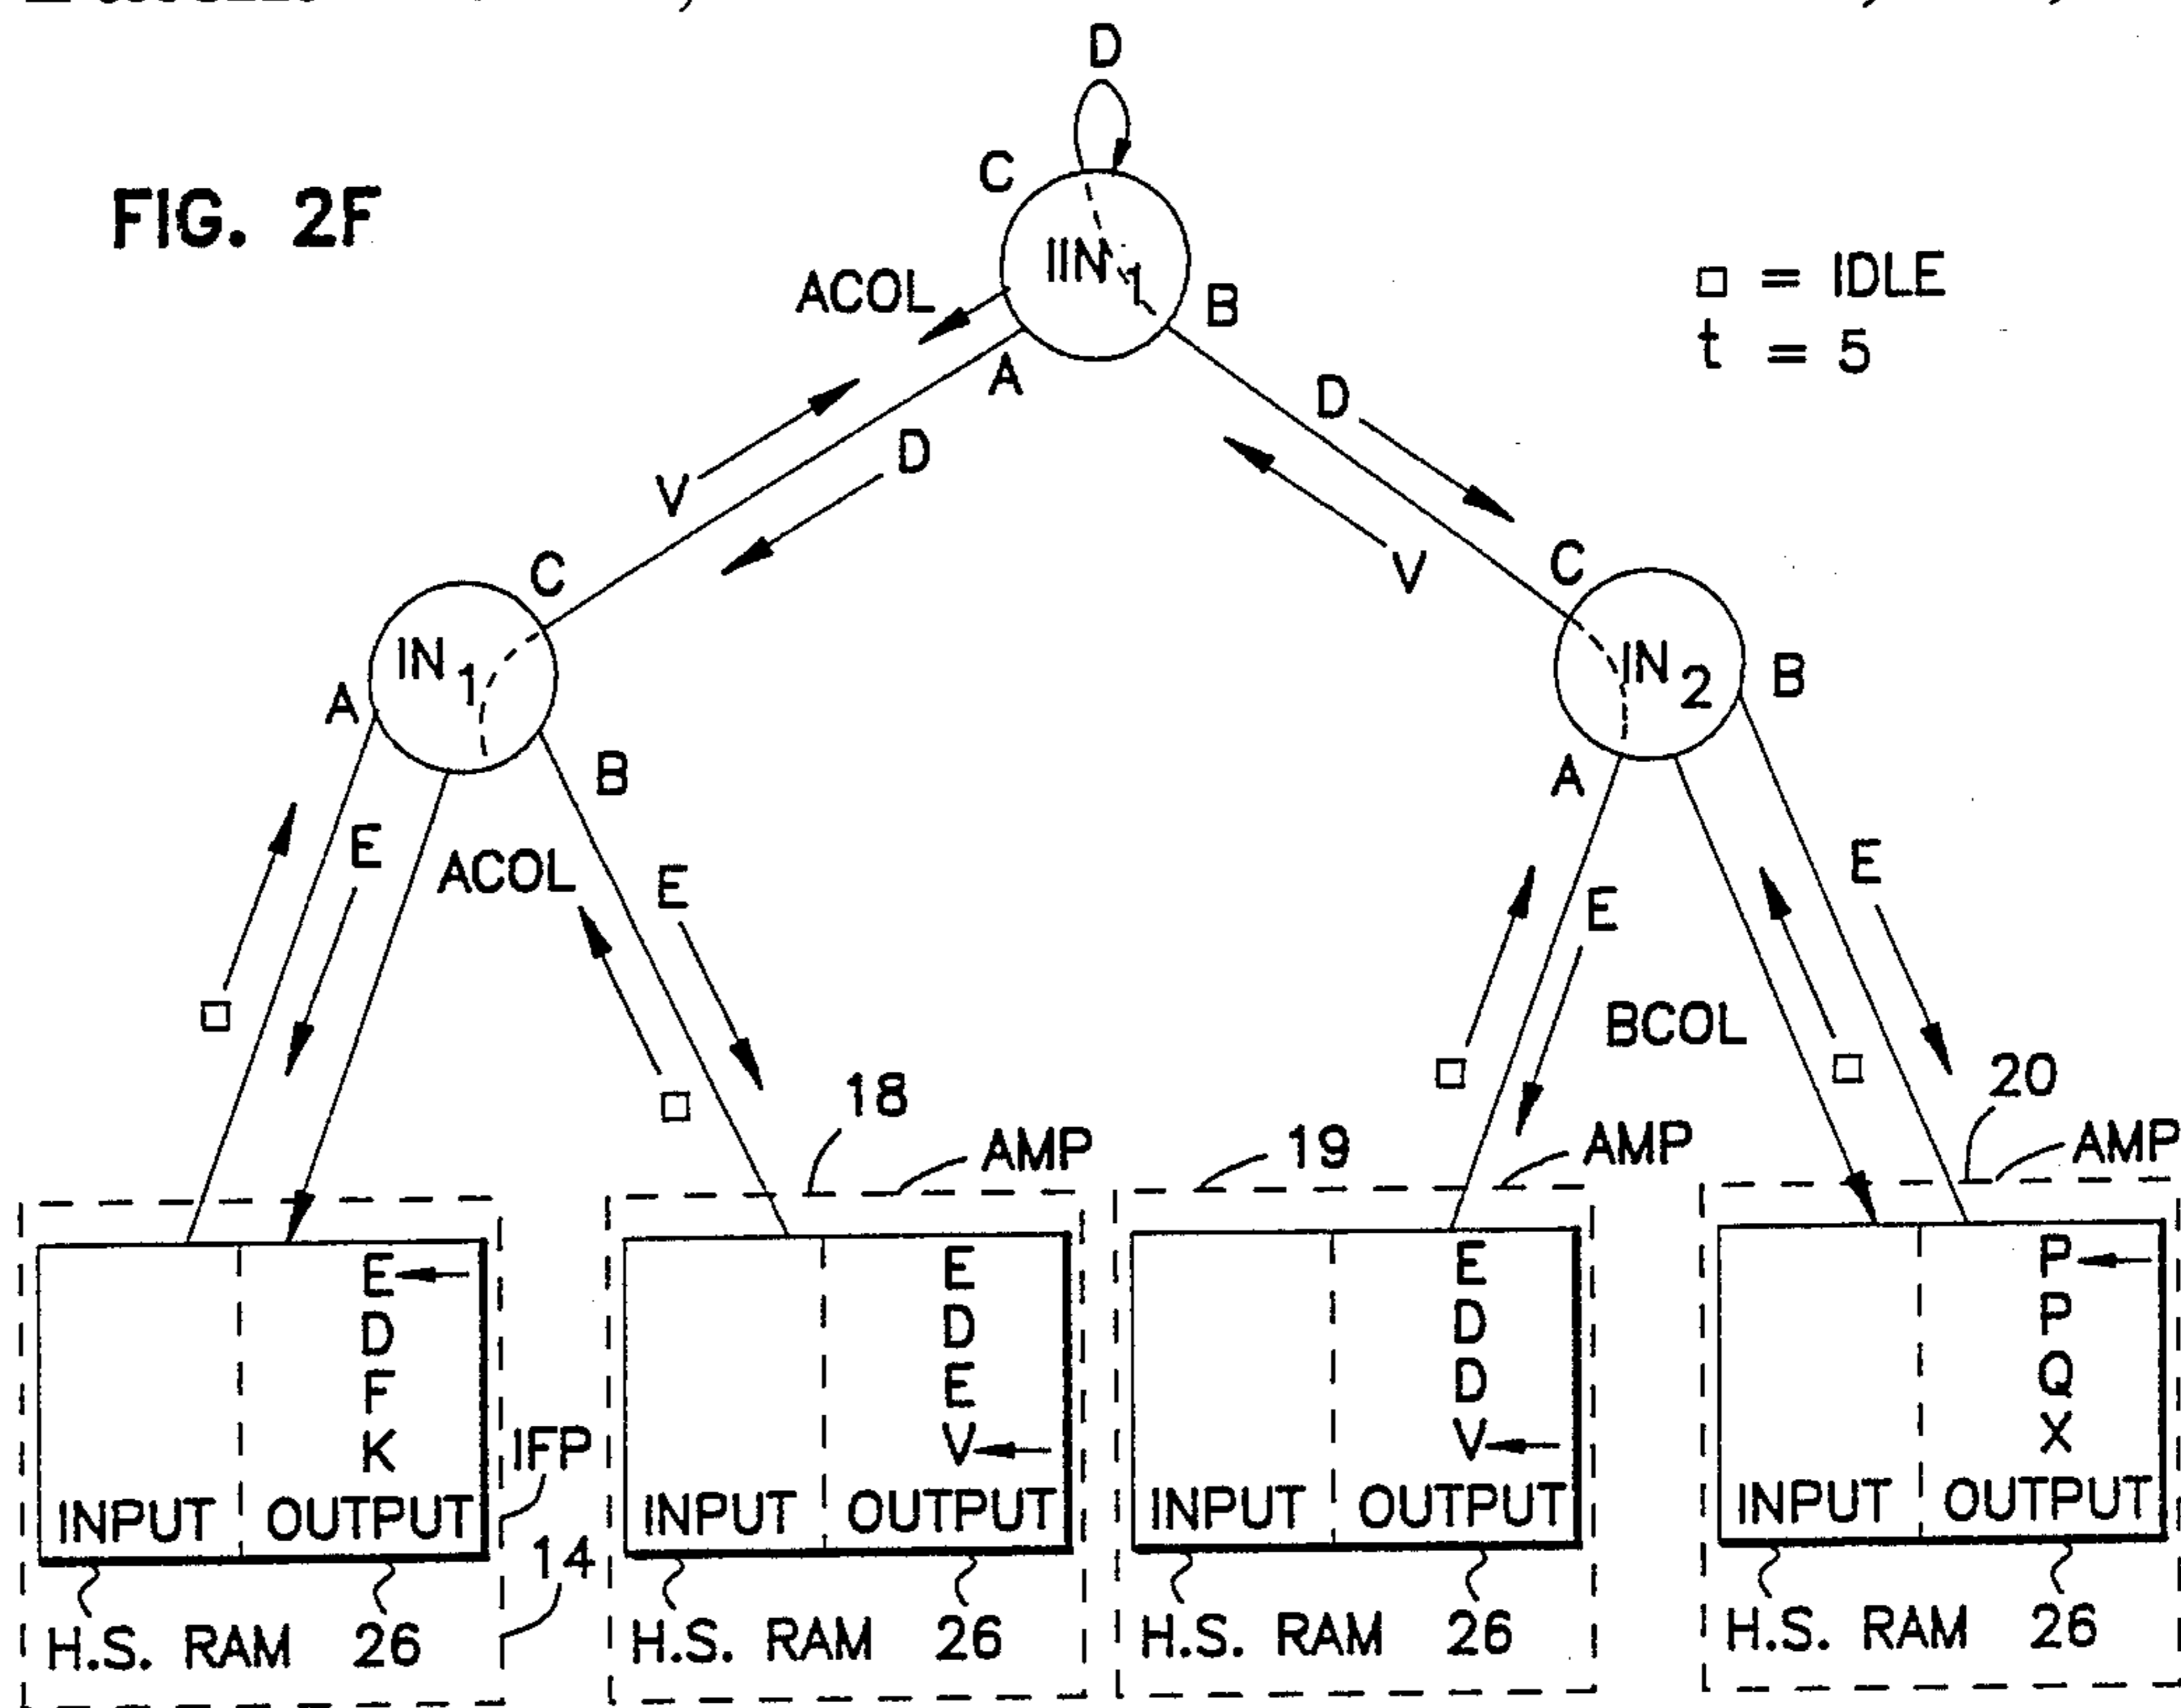 D
FIG. 2F
C
IIN1
ACOL
B
□ = IDLE
t = 5
A
D
D
V
V
C
C
IN1
IN2
A
B
B
A
E
ACOL
E
E
E
□
BCOL
□
□
□
18
AMP
19
AMP
20
AMP
E
D
F
K
INPUT
OUTPUT
IFP
14
H.S. RAM
26
E
D
E
V
INPUT
OUTPUT
H.S. RAM
26
E
D
D
V
INPUT
OUTPUT
H.S. RAM
26
P
P
Q
X
INPUT
OUTPUT
H.S. RAM
26